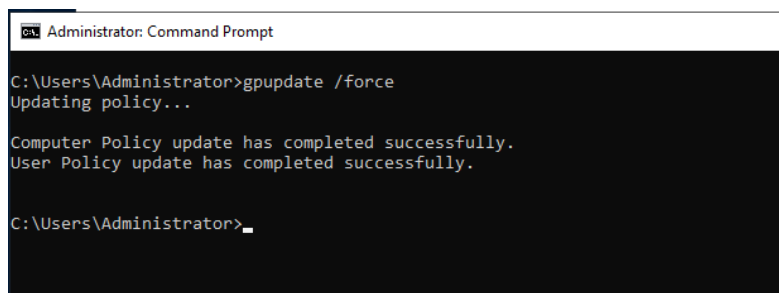 Administrator: Command Prompt
C:\Users\Administrator>gpupdate /force
Updating policy...
Computer Policy update has completed successfully.
User Policy update has completed successfully.
C:\Users\Administrator>